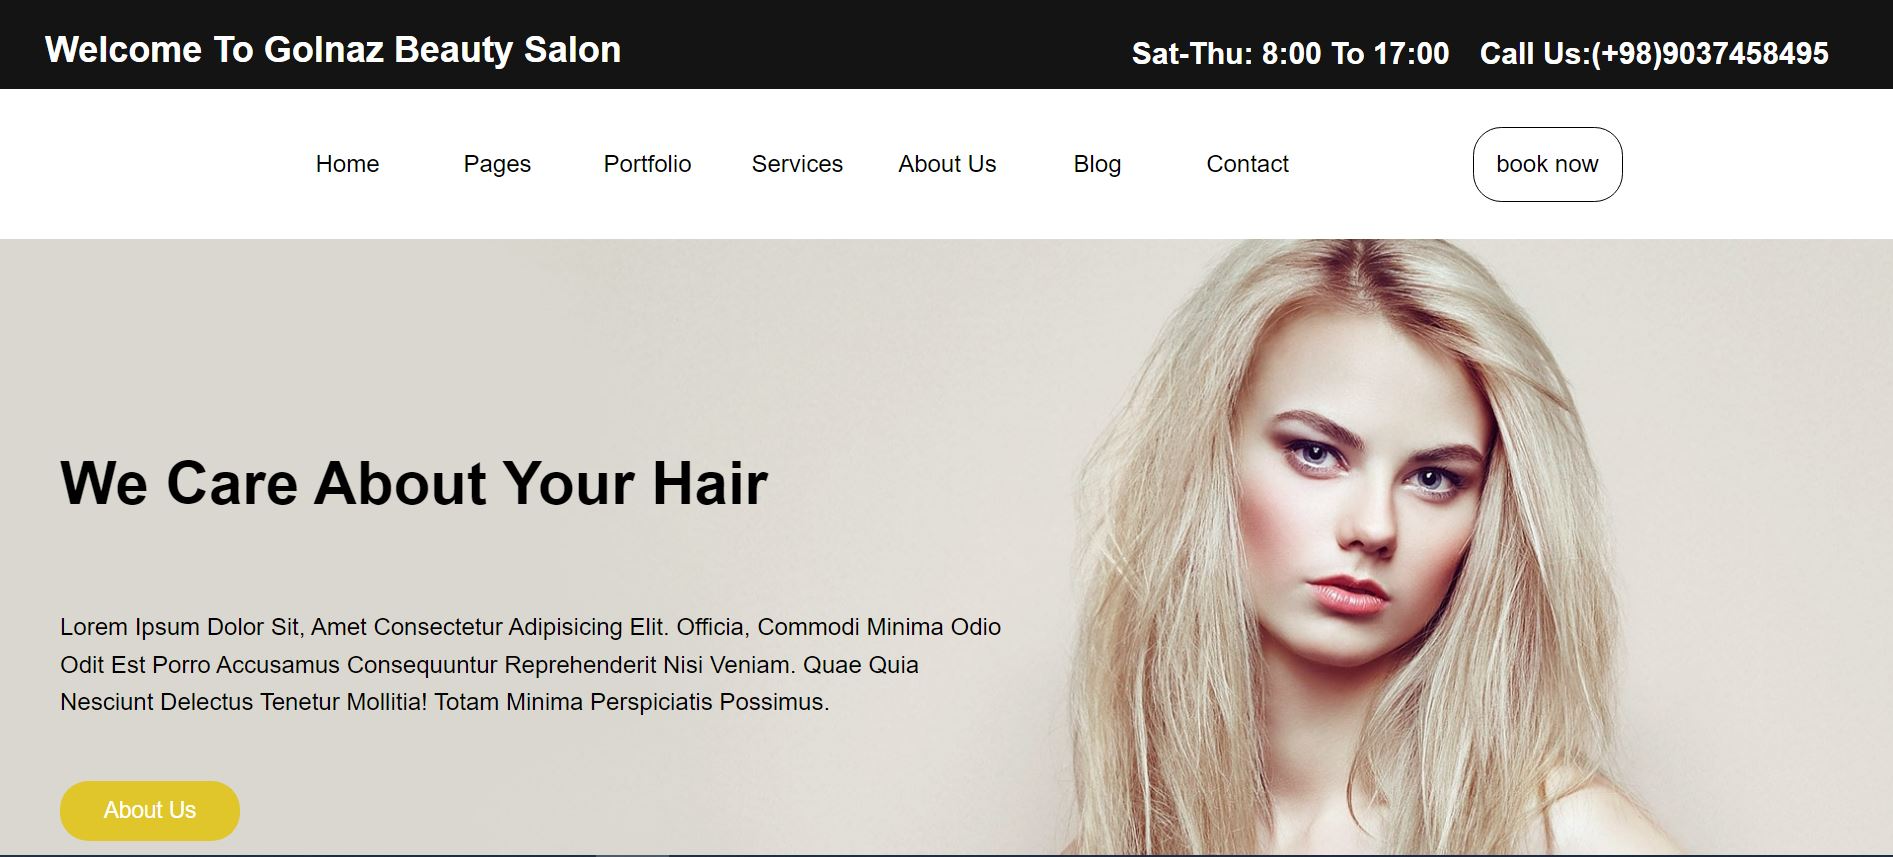 Welcome To Golnaz Beauty Salon
Sat-Thu: 8:00 To 17:00 Call Us:(+98)9037458495
Home Pages Portfolio Services About Us Blog Contact book now
We Care About Your Hair
Lorem Ipsum Dolor Sit, Amet Consectetur Adipisicing Elit. Officia, Commodi Minima Odio
Odit Est Porro Accusamus Consequuntur Reprehenderit Nisi Veniam. Quae Quia
Nesciunt Delectus Tenetur Mollitia! Totam Minima Perspiciatis Possimus.
About Us